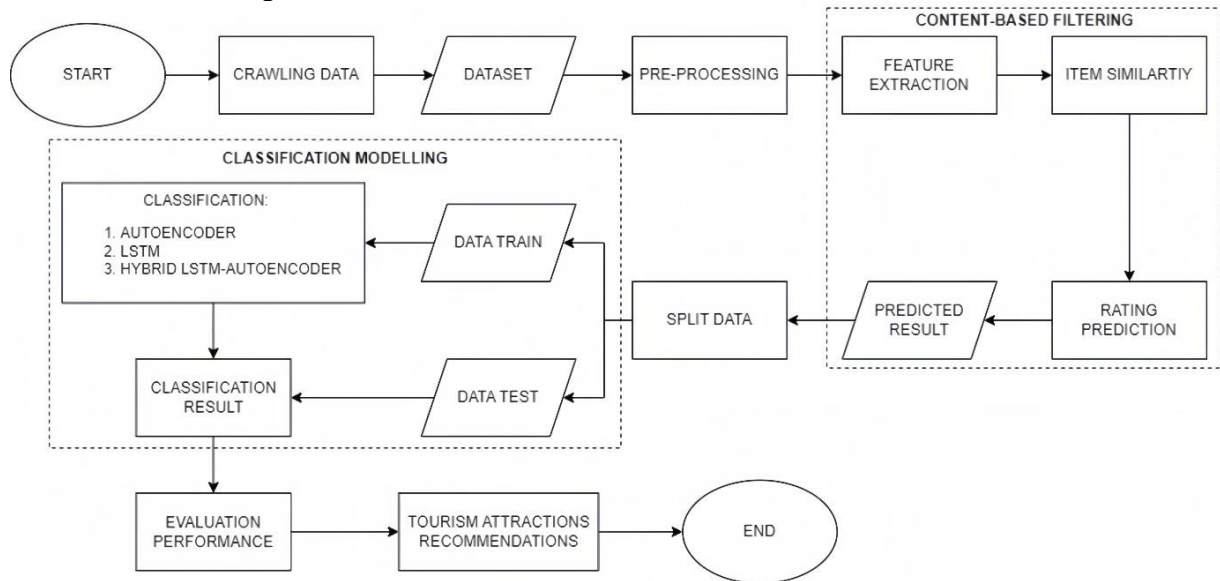 CONTENT-BASED FILTERING
START
CRAWLING DATA
DATASET
PRE-PROCESSING
FEATURE
EXTRACTION
ITEM SIMILARTIY
CLASSIFICATION MODELLING
CLASSIFICATION:
1. AUTOENCODER
2. LSTM
3. HYBRID LSTM-AUTOENCODER
DATA TRAIN
SPLIT DATA
PREDICTED
RESULT
RATING
PREDICTION
CLASSIFICATION
RESULT
DATA TEST
EVALUATION
PERFORMANCE
TOURISM ATTRACTIONS
RECOMMENDATIONS
END